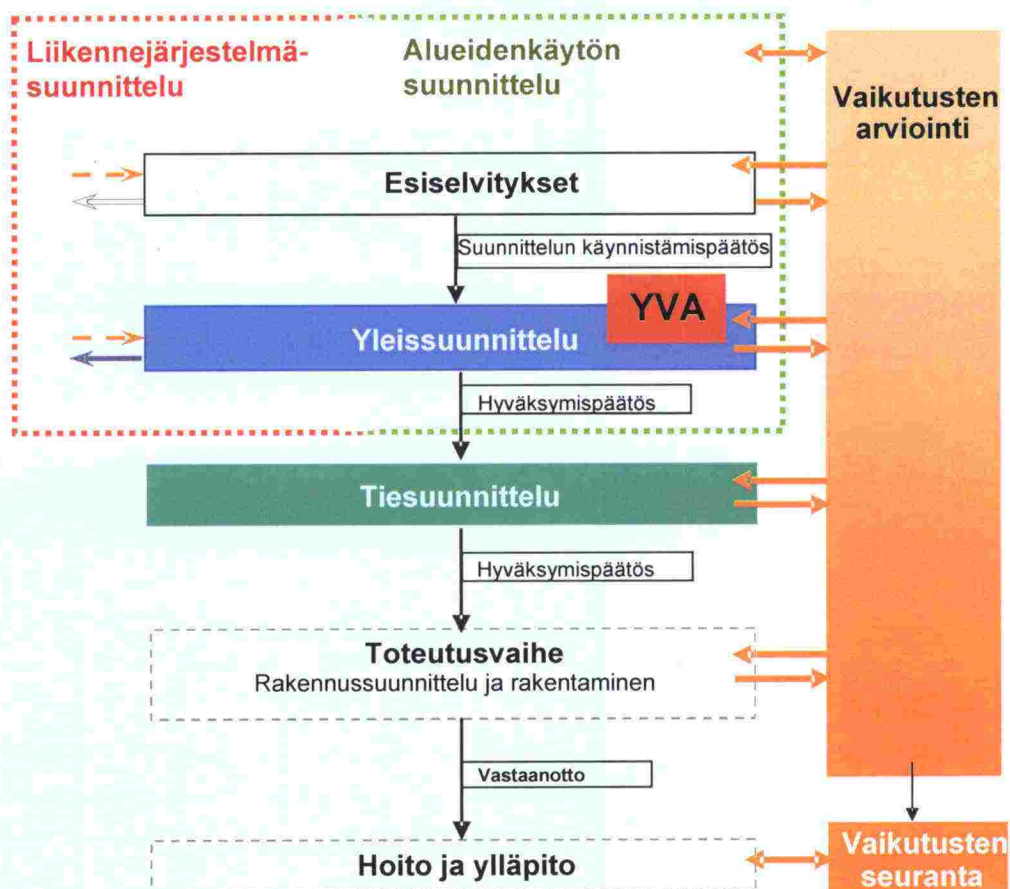 Liikennejärjestelmä-
suunnittelu
Alueidenkäytön
suunnittelu
Vaikutusten
arviointi
Esiselvitykset
Suunnittelun käynnistämispäätös
YVA
Yleissuunnittelu
Hyväksymispäätös
Tiesuunnittelu
Hyväksymispäätös
Toteutusvaihe
Rakennussuunnittelu ja rakentaminen
Vastaanotto
Hoito ja ylläpito
Vaikutusten
seuranta